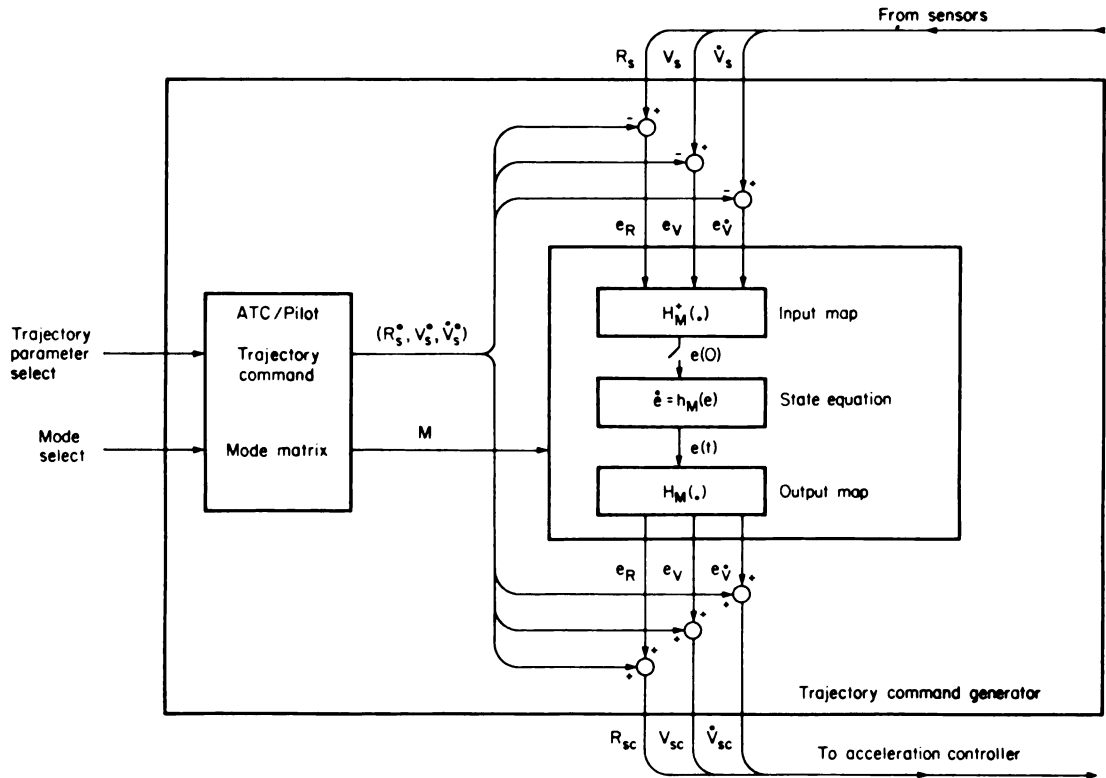 From sensors
R_s V_s V̇_s
+
−
+
−
+
−
e_R e_V e_V̇
ATC/Pilot
Trajectory
command
Mode matrix
Trajectory
parameter
select
Mode
select
(R_s°, V_s°, V̇_s°)
M
H_M^+(.)
Input map
e(0)
ė = h_M(e)
State equation
e(t)
H_M(.)
Output map
e_R e_V e_V̇
+
+
+
+
+
+
Trajectory command generator
R_sc V_sc V̇_sc
To acceleration controller